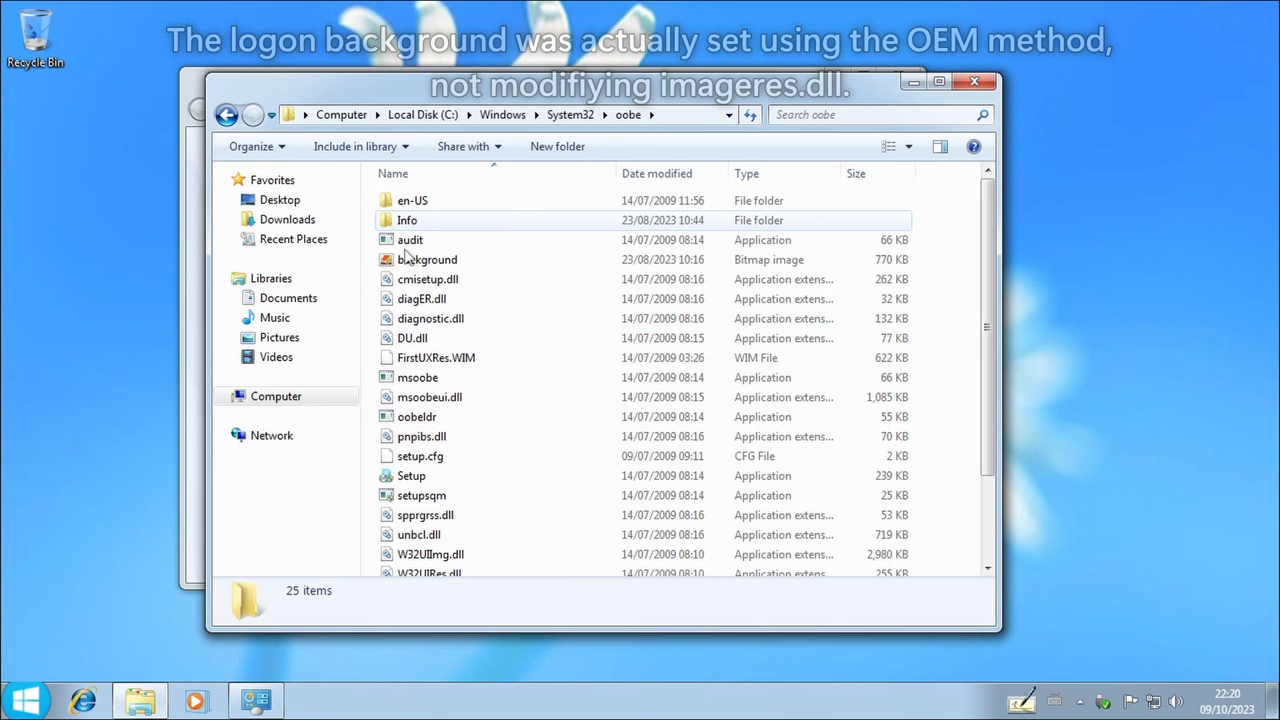 Recycle Bin
The logon background was actually set using the OEM method,
not modifiying imageres.dll.
Computer Local Disk (C:) Windows System32 oobe
Search oobe
Organize Include in library Share with New folder
Name Date modified Type Size
Favorites
Desktop
Downloads
Recent Places
Libraries
Documents
Music
Pictures
Videos
Computer
Network
en-US 14/07/2009 11:56 File folder
Info 23/08/2023 10:44 File folder
audit 14/07/2009 08:14 Application 66 KB
background 23/08/2023 10:16 Bitmap image 770 KB
cmisetup.dll 14/07/2009 08:16 Application extens... 262 KB
diagER.dll 14/07/2009 08:16 Application extens... 32 KB
diagnostic.dll 14/07/2009 08:16 Application extens... 132 KB
DU.dll 14/07/2009 08:15 Application extens... 77 KB
FirstUXRes.WIM 14/07/2009 03:26 WIM File 622 KB
msoobe 14/07/2009 08:14 Application 66 KB
msoobeui.dll 14/07/2009 08:15 Application extens... 1,085 KB
oobeldr 14/07/2009 08:14 Application 55 KB
pnpibs.dll 14/07/2009 08:16 Application extens... 70 KB
setup.cfg 09/07/2009 09:11 CFG File 2 KB
Setup 14/07/2009 08:14 Application 239 KB
setupsqm 14/07/2009 08:14 Application 25 KB
spprgrss.dll 14/07/2009 08:16 Application extens... 53 KB
unbcl.dll 14/07/2009 08:16 Application extens... 719 KB
W32UIImg.dll 14/07/2009 08:10 Application extens... 2,980 KB
W32UIRes.dll 14/07/2009 08:10 Application extens... 255 KB
25 items
22:20
09/10/2023